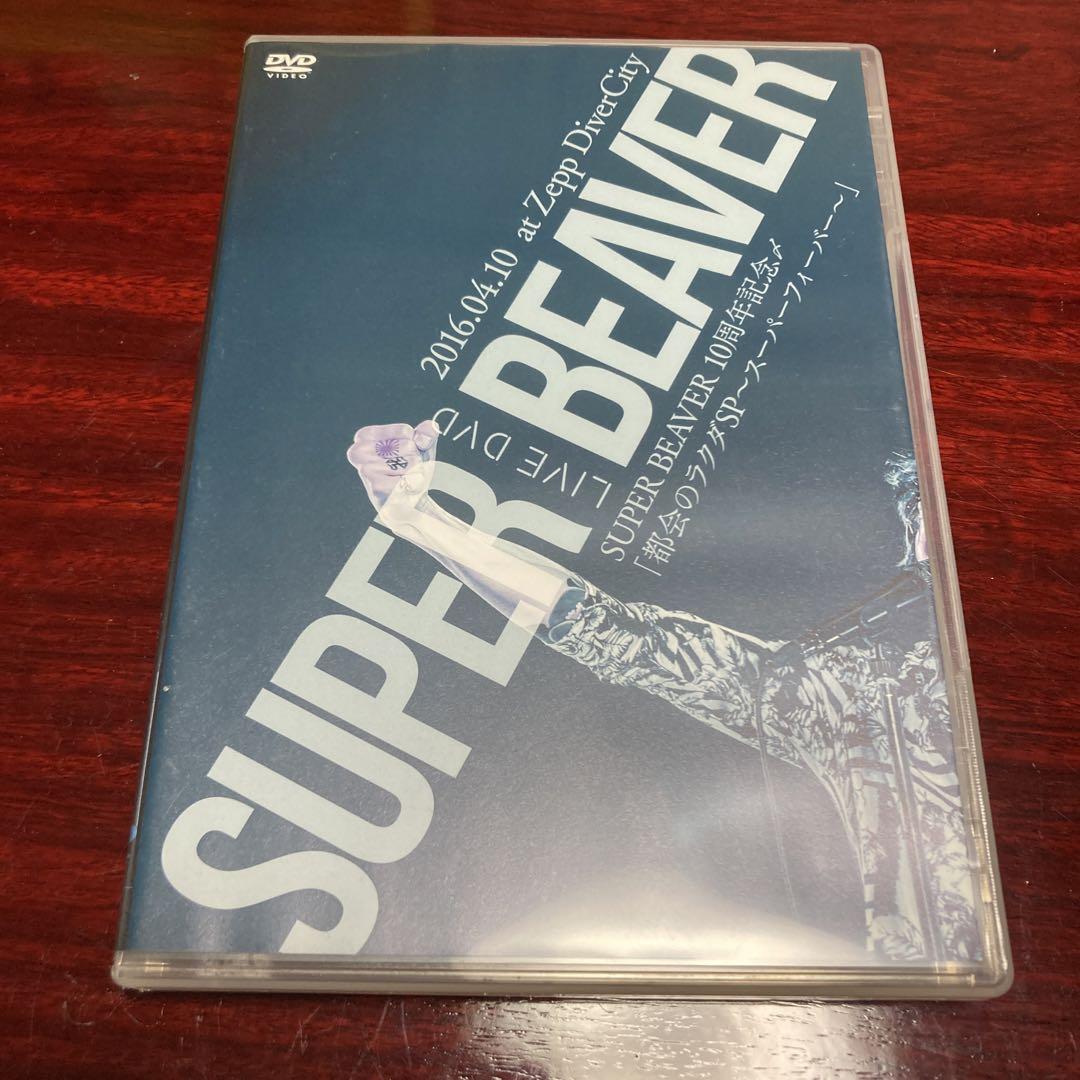 DVD
VIDEO
2016.04.10 at Zepp DiverCity
SUPER BEAVER
LIVE DVD
SUPER BEAVER 10周年記念〆
「都会のラクダSP～スーパーフィーバー～」